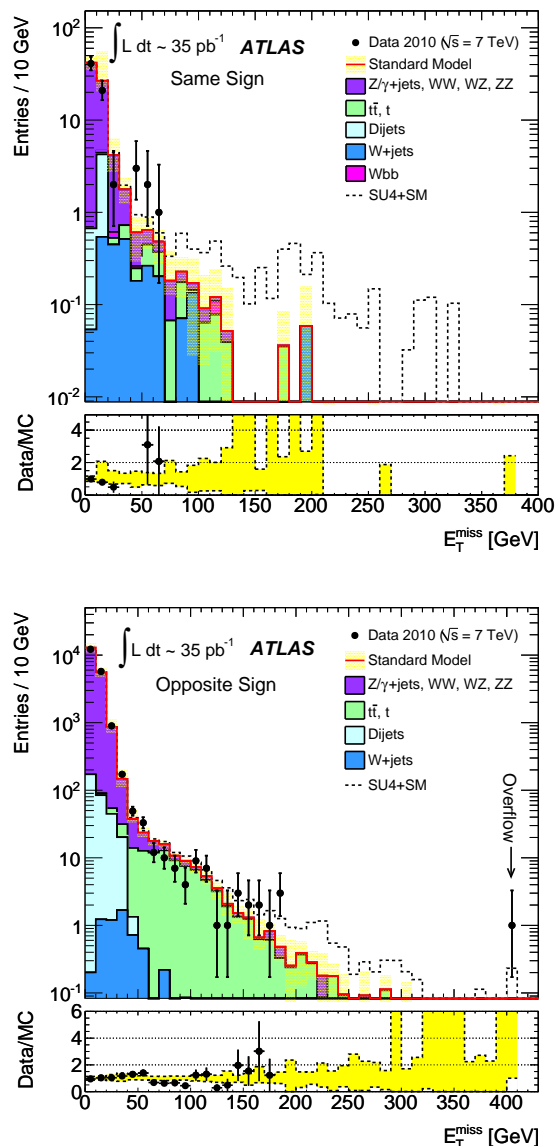 ∫ L dt ~ 35 pb⁻¹ ATLAS
Same Sign
Data 2010 (√s = 7 TeV)
Standard Model
Z/γ+jets, WW, WZ, ZZ
tt̄, t
Dijets
W+jets
Wbb
SU4+SM
Entries / 10 GeV
10²
10
1
10⁻¹
10⁻²
Data/MC
4
2
0
0 50 100 150 200 250 300 350 400
E_T^miss [GeV]
∫ L dt ~ 35 pb⁻¹ ATLAS
Opposite Sign
Data 2010 (√s = 7 TeV)
Standard Model
Z/γ+jets, WW, WZ, ZZ
tt̄, t
Dijets
W+jets
SU4+SM
Overflow
Entries / 10 GeV
10⁴
10³
10²
10
1
10⁻¹
Data/MC
6
4
2
0
0 50 100 150 200 250 300 350 400
E_T^miss [GeV]